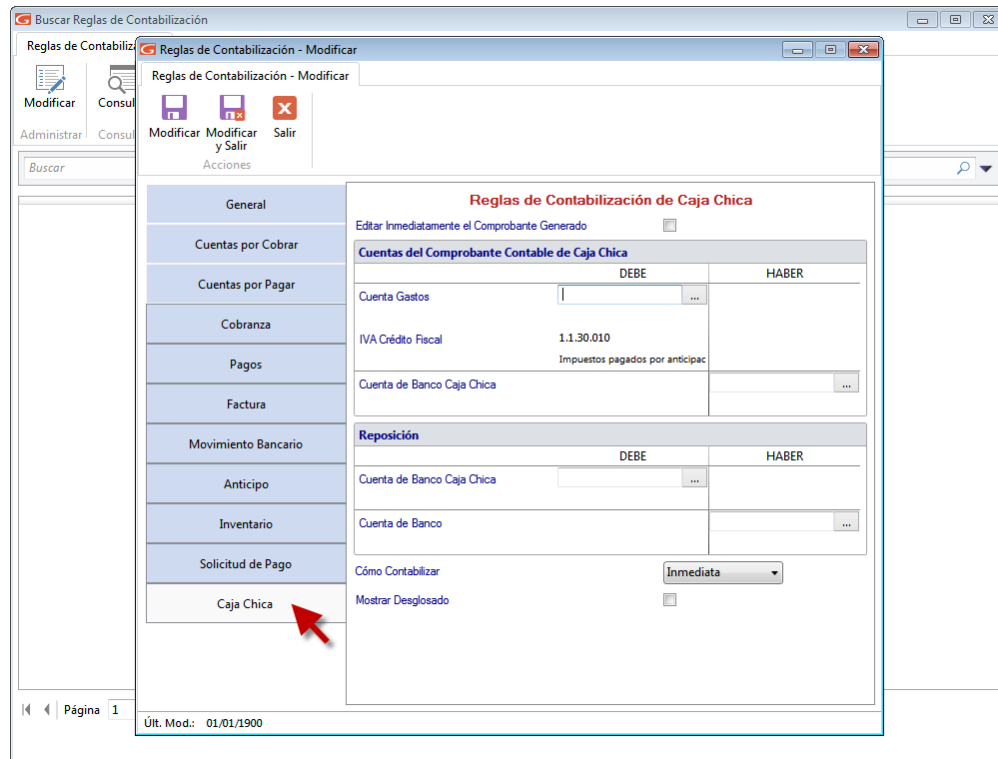 Buscar Reglas de Contabilización
Reglas de Contabiliz
Modificar
Consul
Administrar
Consul
Buscar
Reglas de Contabilización - Modificar
Reglas de Contabilización - Modificar
Modificar
Modificar y Salir
Salir
Acciones
General
Cuentas por Cobrar
Cuentas por Pagar
Cobranza
Pagos
Factura
Movimiento Bancario
Anticipo
Inventario
Solicitud de Pago
Caja Chica
Reglas de Contabilización de Caja Chica
Editar Inmediatamente el Comprobante Generado
Cuentas del Comprobante Contable de Caja Chica
DEBE HABER
Cuenta Gastos ...
IVA Crédito Fiscal 1.1.30.010
Impuestos pagados por anticipac
Cuenta de Banco Caja Chica ...
Reposición
DEBE HABER
Cuenta de Banco Caja Chica ...
Cuenta de Banco ...
Cómo Contabilizar Inmediata
Mostrar Desglosado
Página 1
Últ. Mod.: 01/01/1900